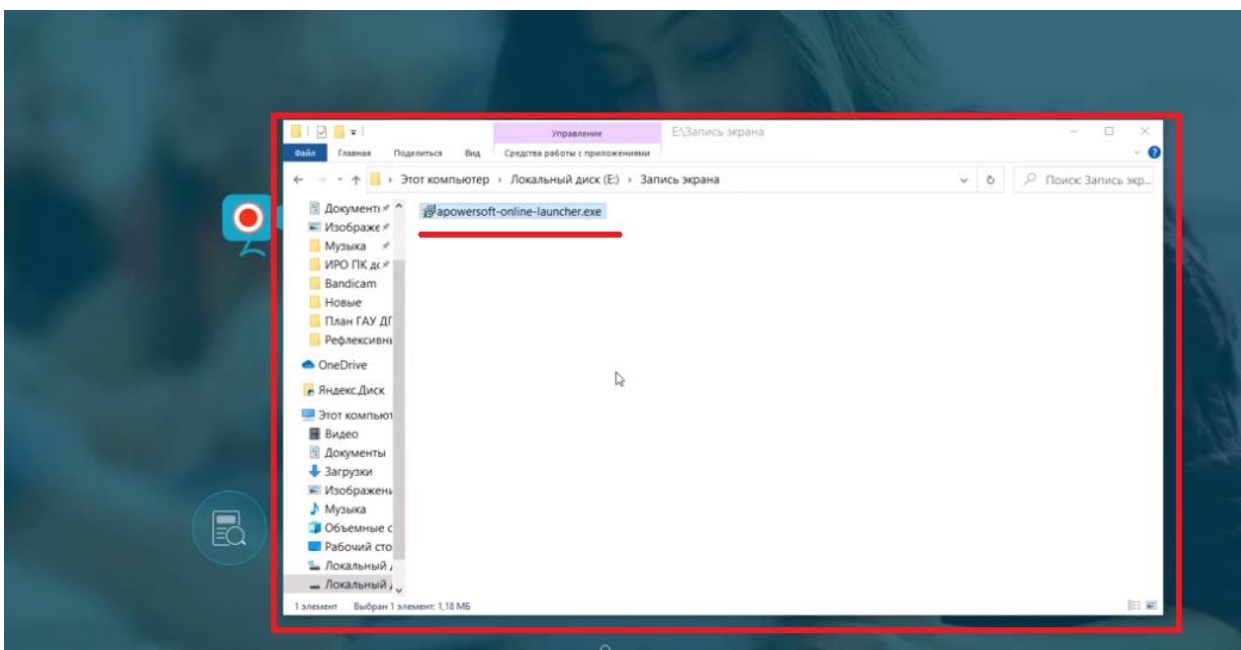 Управление
E:\Запись экрана
Файл Главная Поделиться Вид Средства работы с приложениями
Этот компьютер › Локальный диск (E:) › Запись экрана
Поиск: Запись экр...
Документы
apowersoft-online-launcher.exe
Изображе
Музыка
ИРО ПК дс
Bandicam
Новые
План ГАУ ДГ
Рефлексивнь
OneDrive
Яндекс.Диск
Этот компьют
Видео
Документы
Загрузки
Изображени
Музыка
Объемные с
Рабочий сто
Локальный
Локальный
1 элемент Выбран 1 элемент: 1,18 МБ